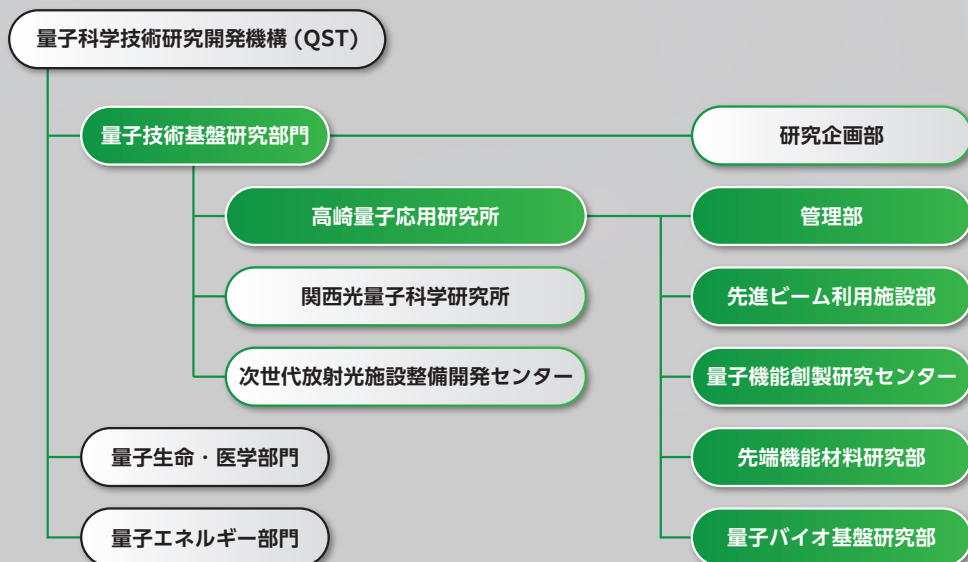 量子科学技術研究開発機構 (QST)
量子技術基盤研究部門
研究企画部
高崎量子応用研究所
管理部
関西光量子科学研究所
先進ビーム利用施設部
次世代放射光施設整備開発センター
量子機能創製研究センター
量子生命・医学部門
先端機能材料研究部
量子エネルギー部門
量子バイオ基盤研究部